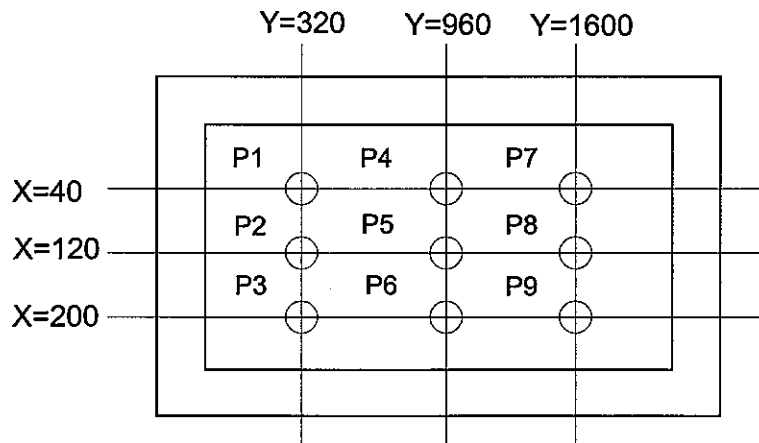 Y=320 Y=960 Y=1600
P1 P4 P7
X=40
P2 P5 P8
X=120
P3 P6 P9
X=200